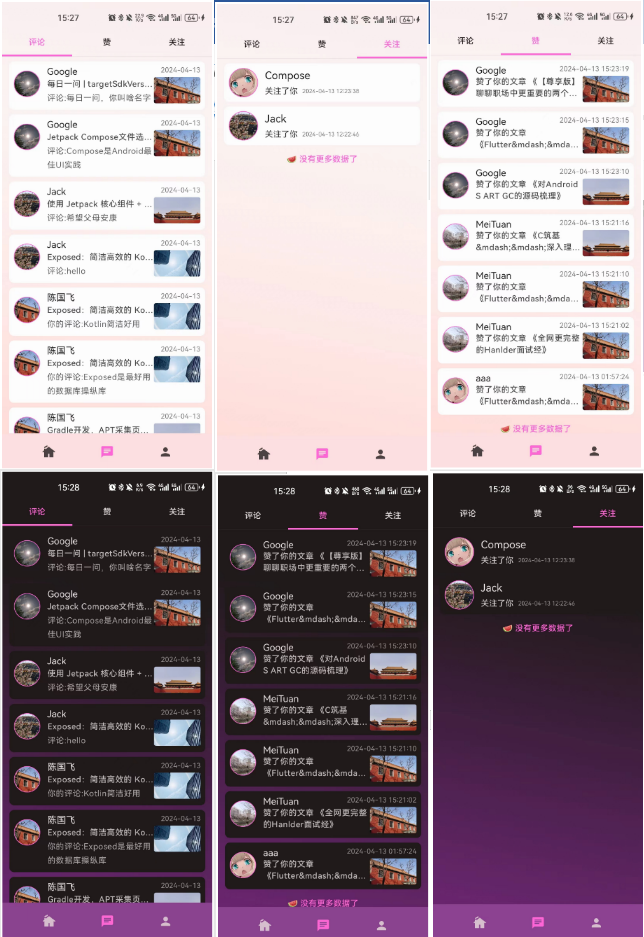 15:27
64
评论 赞 关注
Google
2024-04-13
每日一问 | targetSdkVers...
评论:每日一问，你叫啥名字
Google
2024-04-13
Jetpack Compose文件选...
评论:Compose是Android最
佳UI实践
Jack
2024-04-13
使用 Jetpack 核心组件 + ...
评论:希望父母安康
Jack
2024-04-13
Exposed：简洁高效的 Ko...
评论:hello
陈国飞
2024-04-13
Exposed：简洁高效的 Ko...
你的评论:Kotlin简洁好用
陈国飞
2024-04-13
Exposed：简洁高效的 Ko...
你的评论:Exposed是最好用
的数据库操纵库
陈国飞
2024-04-13
Gradle开发、APT采集页...
15:27
64
评论 赞 关注
Compose
关注了你 2024-04-13 12:23:38
Jack
关注了你 2024-04-13 12:22:46
🍉 没有更多数据了
15:27
64
评论 赞 关注
Google
2024-04-13 15:23:19
赞了你的文章 《【尊享版】
聊聊职场中更重要的两个...
Google
2024-04-13 15:23:15
赞了你的文章
《Flutter&mdash;&mda...
Google
2024-04-13 15:23:10
赞了你的文章 《对Android
S ART GC的源码梳理》
MeiTuan
2024-04-13 15:21:16
赞了你的文章 《C筑基
&mdash;&mdash;深入理...
MeiTuan
2024-04-13 15:21:10
赞了你的文章
《Flutter&mdash;&mda...
MeiTuan
2024-04-13 15:21:02
赞了你的文章 《全网更完整
的Hanlder面试经》
aaa
2024-04-13 01:57:24
赞了你的文章
《Flutter&mdash;&mda...
🍉 没有更多数据了
15:28
64
评论 赞 关注
Google
2024-04-13
每日一问 | targetSdkVers...
评论:每日一问，你叫啥名字
Google
2024-04-13
Jetpack Compose文件选...
评论:Compose是Android最
佳UI实践
Jack
2024-04-13
使用 Jetpack 核心组件 + ...
评论:希望父母安康
Jack
2024-04-13
Exposed：简洁高效的 Ko...
评论:hello
陈国飞
2024-04-13
Exposed：简洁高效的 Ko...
你的评论:Kotlin简洁好用
陈国飞
2024-04-13
Exposed：简洁高效的 Ko...
你的评论:Exposed是最好用
的数据库操纵库
陈国飞
2024-04-13
Gradle开发、APT采集页...
15:28
64
评论 赞 关注
Google
2024-04-13 15:23:19
赞了你的文章 《【尊享版】
聊聊职场中更重要的两个...
Google
2024-04-13 15:23:15
赞了你的文章
《Flutter&mdash;&mda...
Google
2024-04-13 15:23:10
赞了你的文章 《对Android
S ART GC的源码梳理》
MeiTuan
2024-04-13 15:21:16
赞了你的文章 《C筑基
&mdash;&mdash;深入理...
MeiTuan
2024-04-13 15:21:10
赞了你的文章
《Flutter&mdash;&mda...
MeiTuan
2024-04-13 15:21:02
赞了你的文章 《全网更完整
的Hanlder面试经》
aaa
2024-04-13 01:57:24
赞了你的文章
《Flutter&mdash;&mda...
🍉 没有更多数据了
15:28
64
评论 赞 关注
Compose
关注了你 2024-04-13 12:23:38
Jack
关注了你 2024-04-13 12:22:46
🍉 没有更多数据了